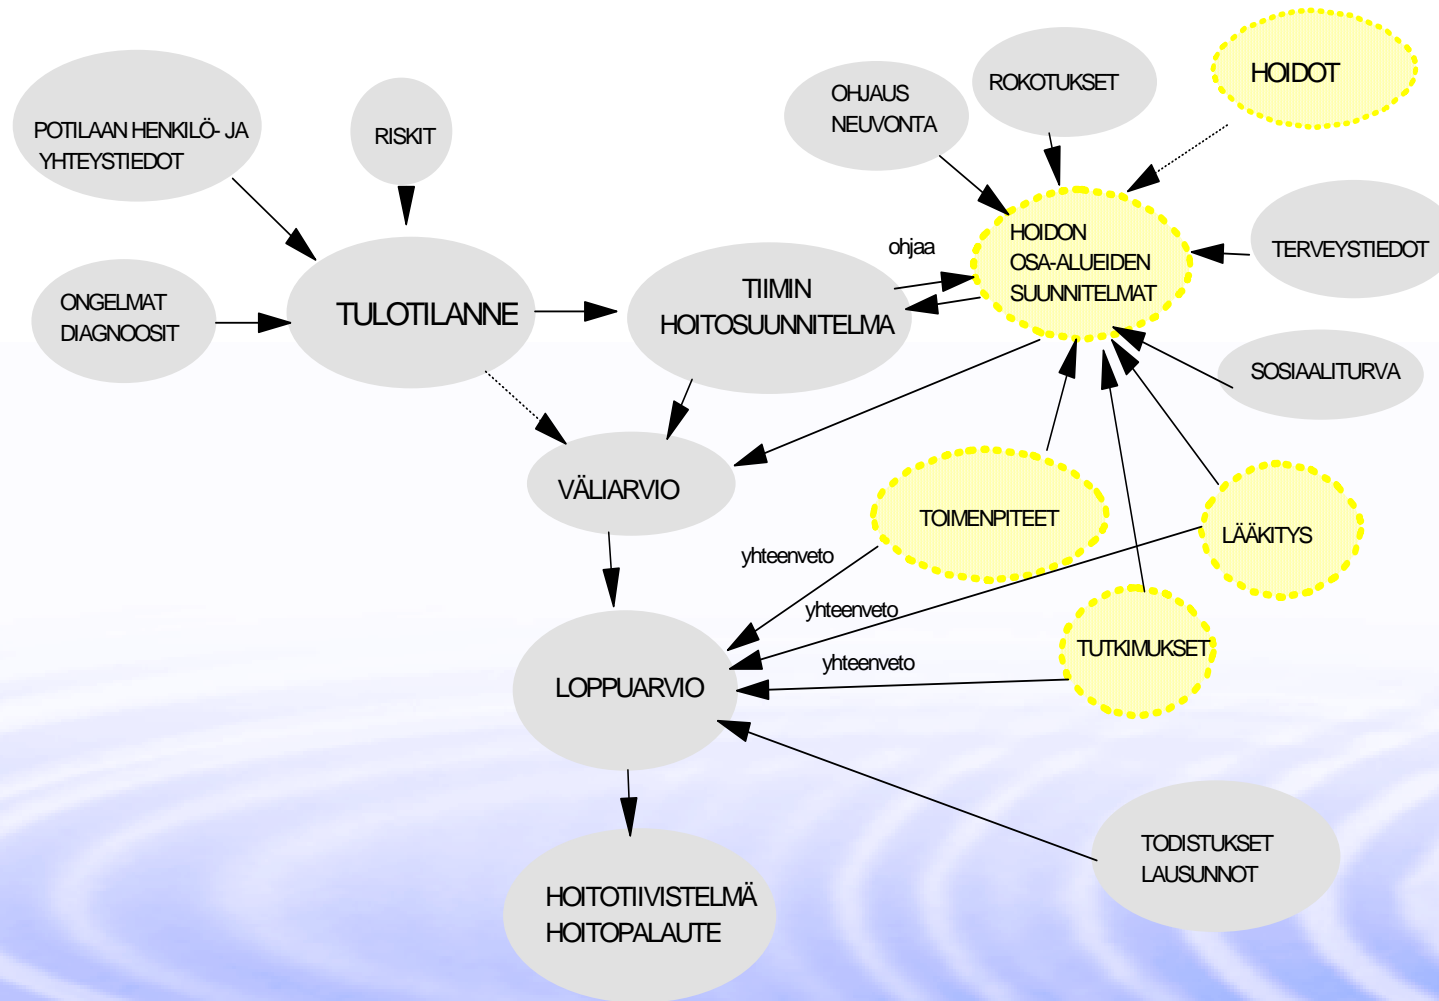 HOIDOT
ROKOTUKSET
OHJAUS
NEUVONTA
POTILAAN HENKILÖ- JA
YHTEYSTIEDOT
RISKIT
HOIDON
OSA-ALUEIDEN
SUUNNITELMAT
ohjaa
TERVEYSTIEDOT
TIIMIN
HOITOSUUNNITELMA
ONGELMAT
DIAGNOOSIT
TULOTILANNE
SOSIAALITURVA
VÄLIARVIO
TOIMENPITEET
LÄÄKITYS
yhteenveto
yhteenveto
TUTKIMUKSET
yhteenveto
LOPPUARVIO
TODISTUKSET
LAUSUNNOT
HOITOTIIVISTELMÄ
HOITOPALAUTE